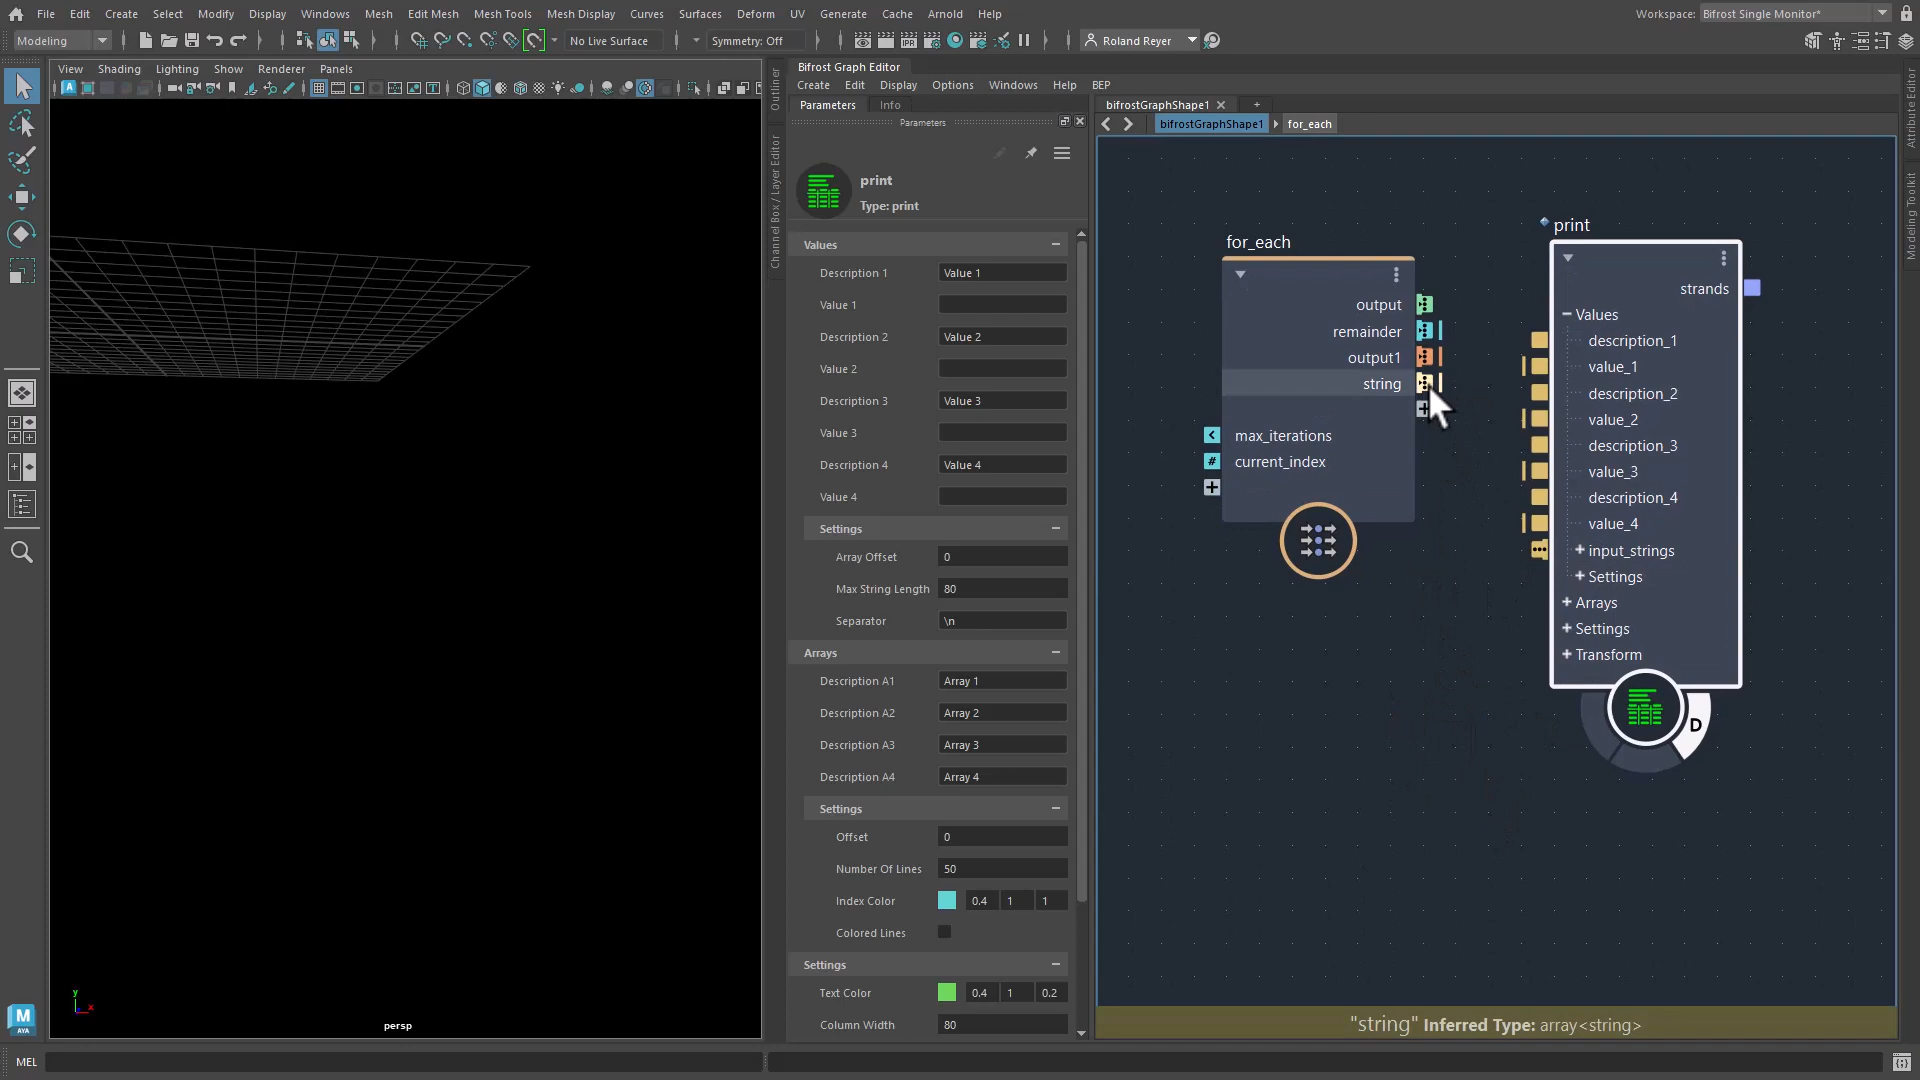 File Edit Create Select Modify Display Windows Mesh Edit Mesh Mesh Tools Mesh Display Curves Surfaces Deform UV Generate Cache Arnold Help
Workspace: Bifrost Single Monitor*
Modeling
No Live Surface
Symmetry: Off
Roland Reyer
View Shading Lighting Show Renderer Panels
persp
Outliner
Channel Box / Layer Editor
Bifrost Graph Editor
Create Edit Display Options Windows Help BEP
Parameters Info
Parameters
print
Type: print
Values
Description 1 Value 1
Value 1
Description 2 Value 2
Value 2
Description 3 Value 3
Value 3
Description 4 Value 4
Value 4
Settings
Array Offset 0
Max String Length 80
Separator \n
Arrays
Description A1 Array 1
Description A2 Array 2
Description A3 Array 3
Description A4 Array 4
Settings
Offset 0
Number Of Lines 50
Index Color 0.4 1 1
Colored Lines
Settings
Text Color 0.4 1 0.2
Column Width 80
bifrostGraphShape1
bifrostGraphShape1 for_each
for_each
output
remainder
output1
string
max_iterations
current_index
print
strands
Values
description_1
value_1
description_2
value_2
description_3
value_3
description_4
value_4
input_strings
Settings
Arrays
Settings
Transform
D
"string" Inferred Type: array<string>
Attribute Editor
Modeling Toolkit
y
x
M
AYA
MEL